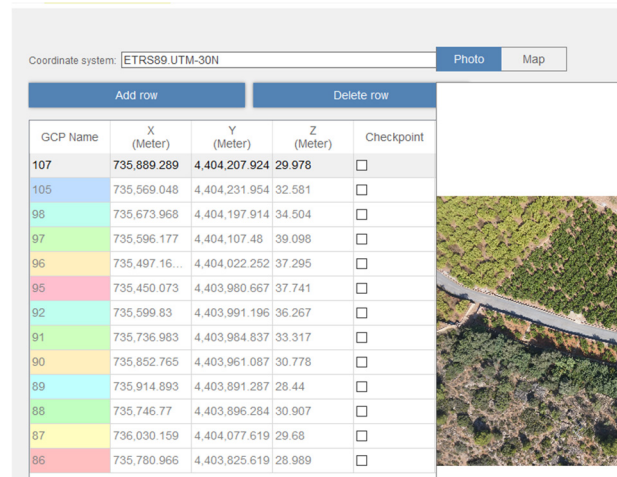 Coordinate system: ETRS89.UTM-30N
Photo Map
Add row Delete row
GCP Name X (Meter) Y (Meter) Z (Meter) Checkpoint
107 735,889.289 4,404,207.924 29.978
105 735,569.048 4,404,231.954 32.581
98 735,673.968 4,404,197.914 34.504
97 735,596.177 4,404,107.48 39.098
96 735,497.16... 4,404,022.252 37.295
95 735,450.073 4,403,980.667 37.741
92 735,599.83 4,403,991.196 36.267
91 735,736.983 4,403,984.837 33.317
90 735,852.765 4,403,961.087 30.778
89 735,914.893 4,403,891.287 28.44
88 735,746.77 4,403,896.284 30.907
87 736,030.159 4,404,077.619 29.68
86 735,780.966 4,403,825.619 28.989